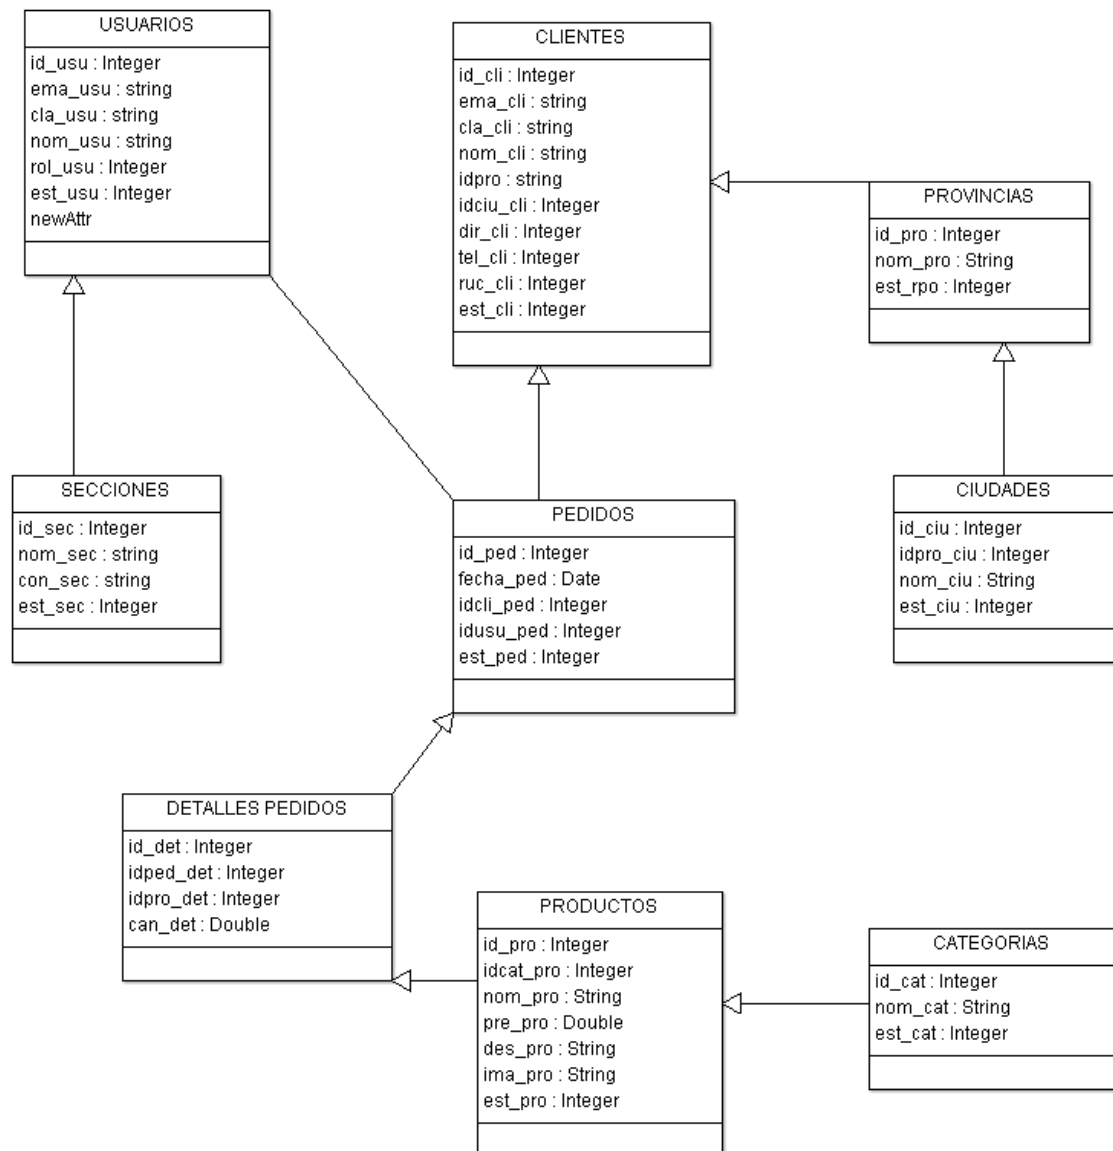 USUARIOS
id_usu : Integer
ema_usu : string
cla_usu : string
nom_usu : string
rol_usu : Integer
est_usu : Integer
newAttr
CLIENTES
id_cli : Integer
ema_cli : string
cla_cli : string
nom_cli : string
idpro : string
idciu_cli : Integer
dir_cli : Integer
tel_cli : Integer
ruc_cli : Integer
est_cli : Integer
PROVINCIAS
id_pro : Integer
nom_pro : String
est_rpo : Integer
SECCIONES
id_sec : Integer
nom_sec : string
con_sec : string
est_sec : Integer
PEDIDOS
id_ped : Integer
fecha_ped : Date
idcli_ped : Integer
idusu_ped : Integer
est_ped : Integer
CIUDADES
id_ciu : Integer
idpro_ciu : Integer
nom_ciu : String
est_ciu : Integer
DETALLES PEDIDOS
id_det : Integer
idped_det : Integer
idpro_det : Integer
can_det : Double
PRODUCTOS
id_pro : Integer
idcat_pro : Integer
nom_pro : String
pre_pro : Double
des_pro : String
ima_pro : String
est_pro : Integer
CATEGORIAS
id_cat : Integer
nom_cat : String
est_cat : Integer